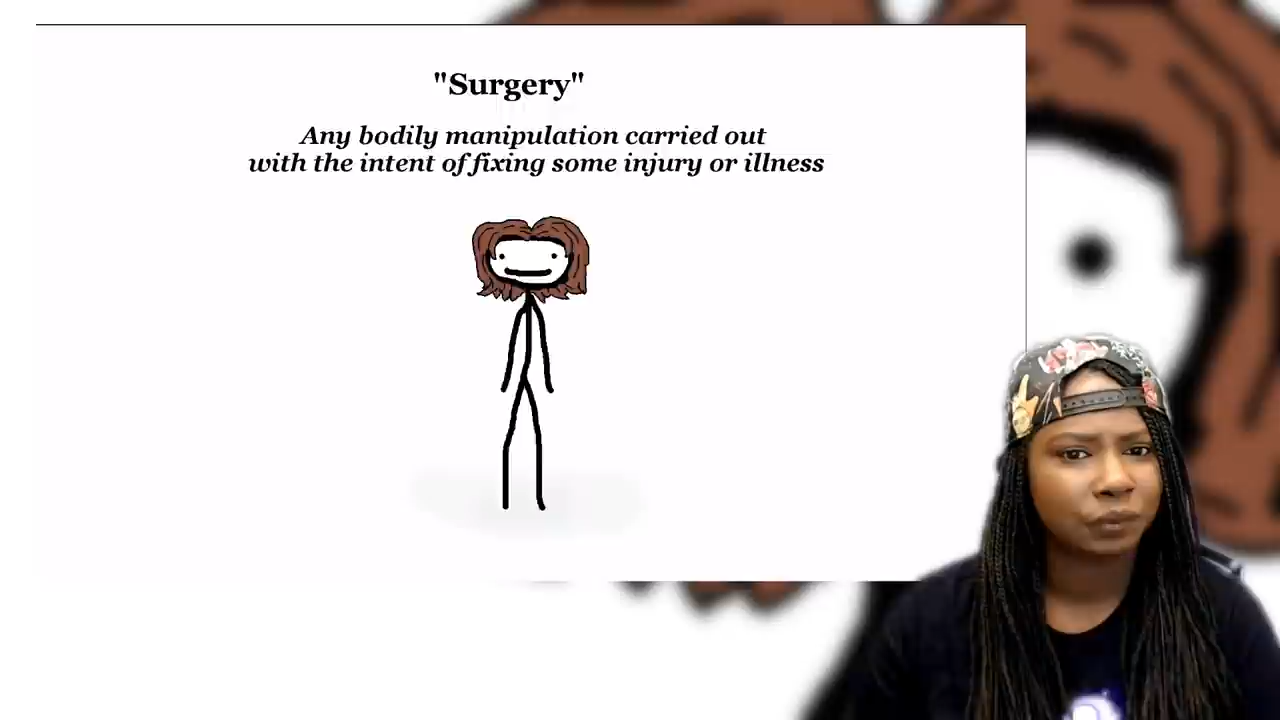 "Surgery"
Any bodily manipulation carried out
with the intent of fixing some injury or illness